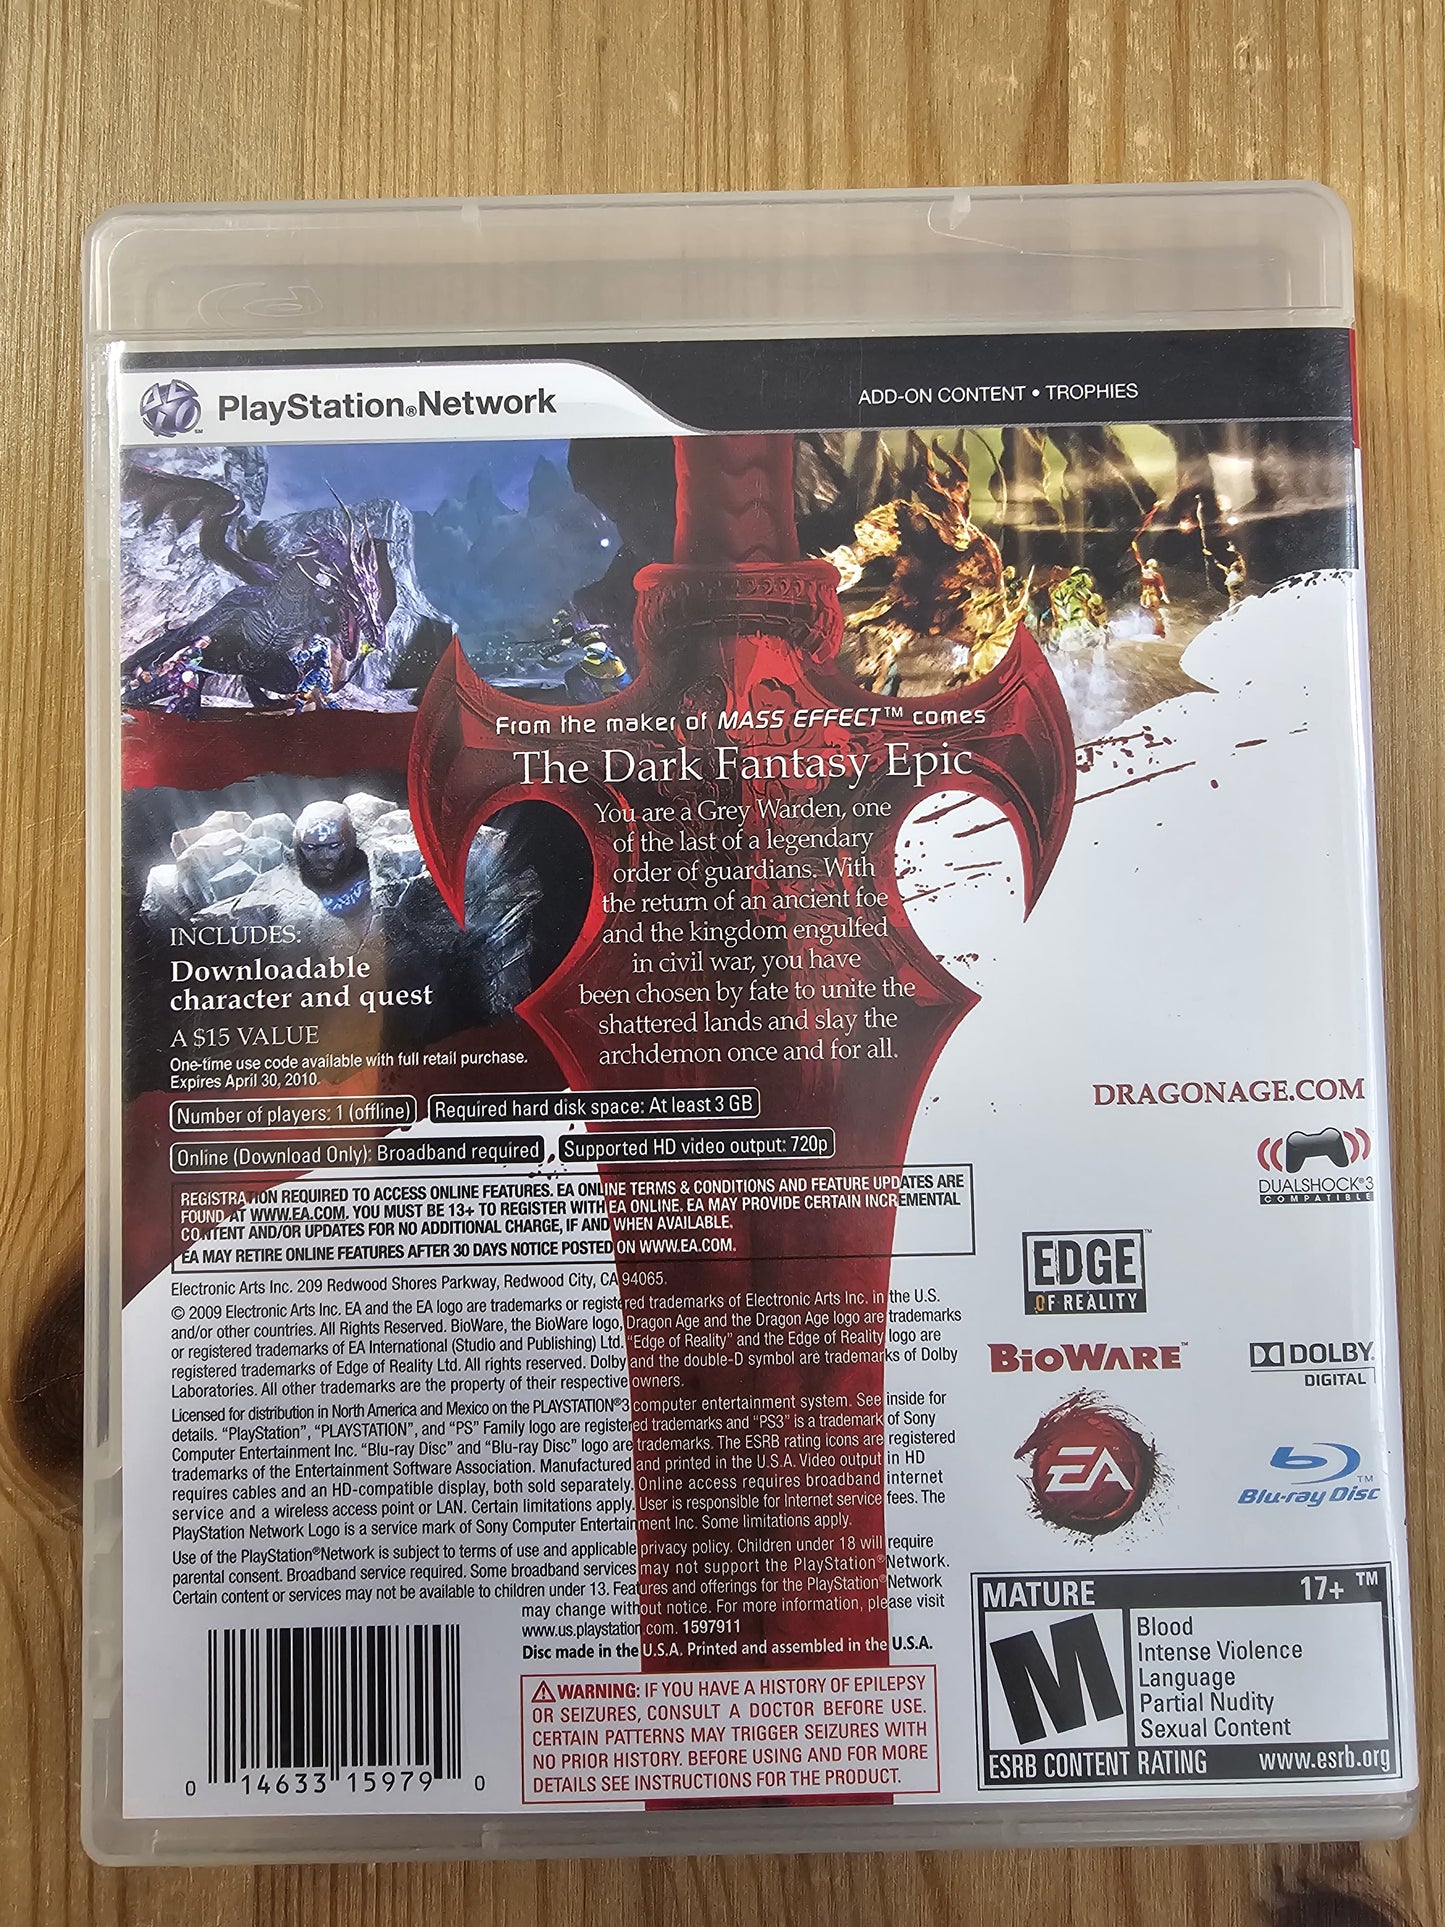 PlayStation®Network
ADD-ON CONTENT • TROPHIES
From the maker of MASS EFFECT™ comes
The Dark Fantasy Epic
You are a Grey Warden, one
of the last of a legendary
order of guardians. With
the return of an ancient foe
and the kingdom engulfed
in civil war, you have
been chosen by fate to unite the
shattered lands and slay the
archdemon once and for all.
INCLUDES:
Downloadable
character and quest
A $15 VALUE
One-time use code available with full retail purchase.
Expires April 30, 2010.
Number of players: 1 (offline)
Required hard disk space: At least 3 GB
Online (Download Only): Broadband required
Supported HD video output: 720p
DRAGONAGE.COM
DUALSHOCK®3
COMPATIBLE
REGISTRATION REQUIRED TO ACCESS ONLINE FEATURES. EA ONLINE TERMS & CONDITIONS AND FEATURE UPDATES ARE
FOUND AT WWW.EA.COM. YOU MUST BE 13+ TO REGISTER WITH EA ONLINE. EA MAY PROVIDE CERTAIN INCREMENTAL
CONTENT AND/OR UPDATES FOR NO ADDITIONAL CHARGE, IF AND WHEN AVAILABLE.
EA MAY RETIRE ONLINE FEATURES AFTER 30 DAYS NOTICE POSTED ON WWW.EA.COM.
Electronic Arts Inc. 209 Redwood Shores Parkway, Redwood City, CA 94065.
© 2009 Electronic Arts Inc. EA and the EA logo are trademarks or registered trademarks of Electronic Arts Inc. in the U.S.
and/or other countries. All Rights Reserved. BioWare, the BioWare logo, Dragon Age and the Dragon Age logo are trademarks
or registered trademarks of EA International (Studio and Publishing) Ltd. "Edge of Reality" and the Edge of Reality logo are
registered trademarks of Edge of Reality Ltd. All rights reserved. Dolby and the double-D symbol are trademarks of Dolby
Laboratories. All other trademarks are the property of their respective owners.
Licensed for distribution in North America and Mexico on the PLAYSTATION®3 computer entertainment system. See inside for
details. "PlayStation", "PLAYSTATION", and "PS" Family logo are registered trademarks and "PS3" is a trademark of Sony
Computer Entertainment Inc. "Blu-ray Disc" and "Blu-ray Disc" logo are trademarks. The ESRB rating icons are registered
trademarks of the Entertainment Software Association. Manufactured and printed in the U.S.A. Video output in HD
requires cables and an HD-compatible display, both sold separately. Online access requires broadband internet
service and a wireless access point or LAN. Certain limitations apply. User is responsible for Internet service fees. The
PlayStation Network Logo is a service mark of Sony Computer Entertainment Inc. Some limitations apply.
Use of the PlayStation®Network is subject to terms of use and applicable privacy policy. Children under 18 will require
parental consent. Broadband service required. Some broadband services may not support the PlayStation®Network.
Certain content or services may not be available to children under 13. Features and offerings for the PlayStation®Network
may change without notice. For more information, please visit
www.us.playstation.com. 1597911
Disc made in the U.S.A. Printed and assembled in the U.S.A.
EDGE™
OF REALITY
BIOWARE™
DOLBY
DIGITAL
EA™
Blu-ray Disc™
WARNING: IF YOU HAVE A HISTORY OF EPILEPSY
OR SEIZURES, CONSULT A DOCTOR BEFORE USE.
CERTAIN PATTERNS MAY TRIGGER SEIZURES WITH
NO PRIOR HISTORY. BEFORE USING AND FOR MORE
DETAILS SEE INSTRUCTIONS FOR THE PRODUCT.
0 14633 15979 0
MATURE 17+ ™
M
Blood
Intense Violence
Language
Partial Nudity
Sexual Content
ESRB CONTENT RATING www.esrb.org